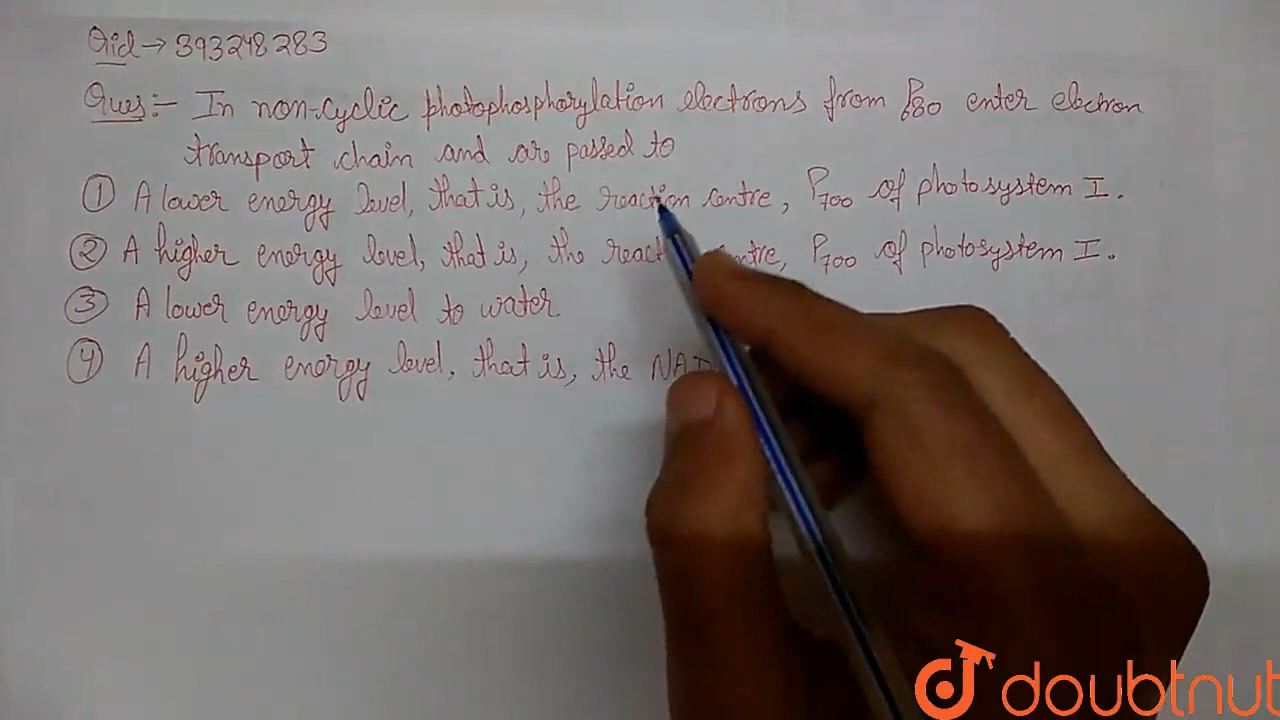 Qid → 393248283
Ques:- In non-cyclic photophosphorylation electrons from P680 enter electron
transport chain and are passed to
① A lower energy level, that is, the reaction centre, P700 of photosystem I.
② A higher energy level, that is, the centre, P700 of photosystem I.
③ A lower energy level to water.
④ A higher energy level, that is, the
doubtnut